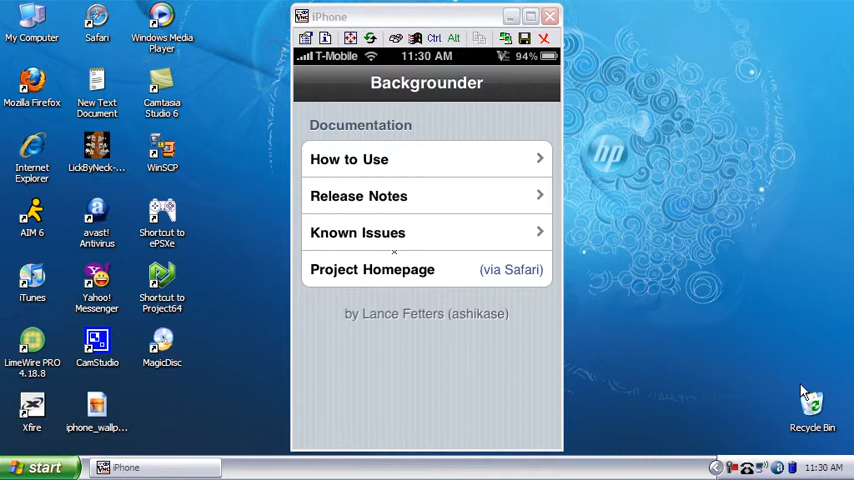 My Computer
Safari
Windows Media
Player
Mozilla Firefox
New Text
Document
Camtasia
Studio 6
Internet
Explorer
LickByNeck-...
WinSCP
AIM 6
avast!
Antivirus
Shortcut to
ePSXe
iTunes
Yahoo!
Messenger
Shortcut to
Project64
LimeWire PRO
4.18.8
CamStudio
MagicDisc
Xfire
iphone_wallp...
iPhone
Ctrl Alt
T-Mobile 11:30 AM 94%
Backgrounder
Documentation
How to Use
Release Notes
Known Issues
Project Homepage (via Safari)
by Lance Fetters (ashikase)
hp
Recycle Bin
start
iPhone
11:30 AM